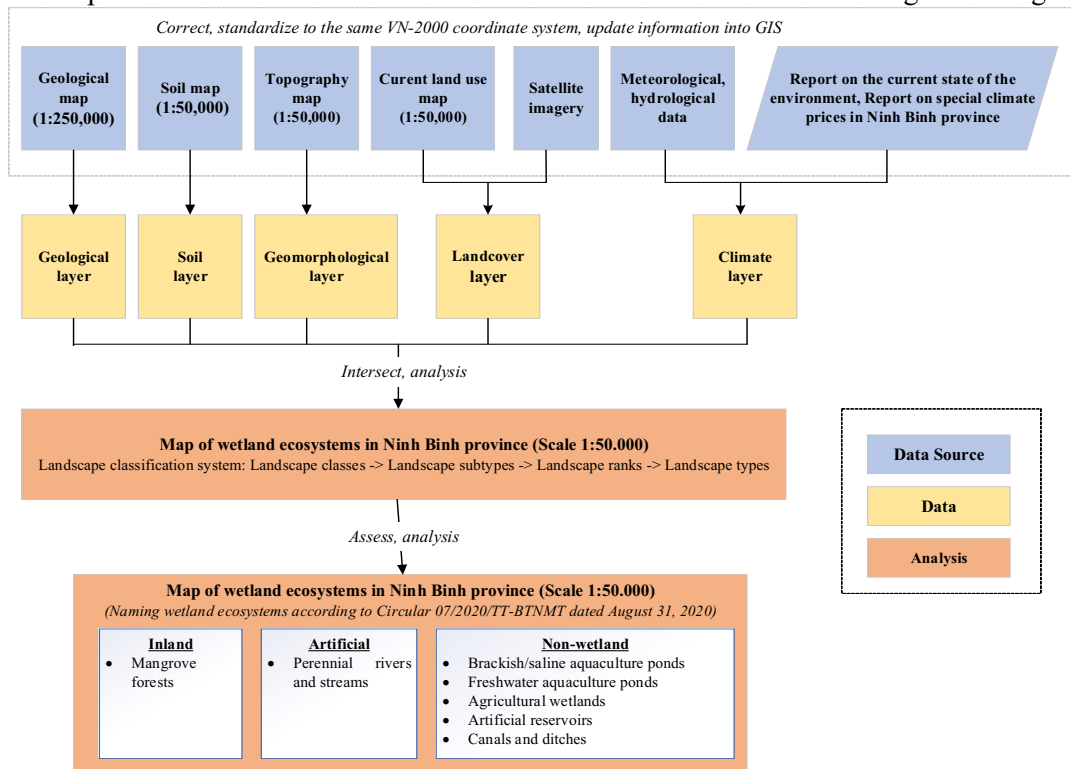 Correct, standardize to the same VN-2000 coordinate system, update information into GIS
Geological
map
(1:250,000)
Soil map
(1:50,000)
Topography
map
(1:50,000)
Curent land use
map
(1:50,000)
Satellite
imagery
Meteorological,
hydrological
data
Report on the current state of the
environment, Report on special climate
prices in Ninh Binh province
Geological
layer
Soil
layer
Geomorphological
layer
Landcover
layer
Climate
layer
Intersect, analysis
Map of wetland ecosystems in Ninh Binh province (Scale 1:50.000)
Landscape classification system: Landscape classes -> Landscape subtypes -> Landscape ranks -> Landscape types
Data Source
Data
Analysis
Assess, analysis
Map of wetland ecosystems in Ninh Binh province (Scale 1:50.000)
(Naming wetland ecosystems according to Circular 07/2020/TT-BTNMT dated August 31, 2020)
Inland
• Mangrove
forests
Artificial
• Perennial rivers
and streams
Non-wetland
• Brackish/saline aquaculture ponds
• Freshwater aquaculture ponds
• Agricultural wetlands
• Artificial reservoirs
• Canals and ditches